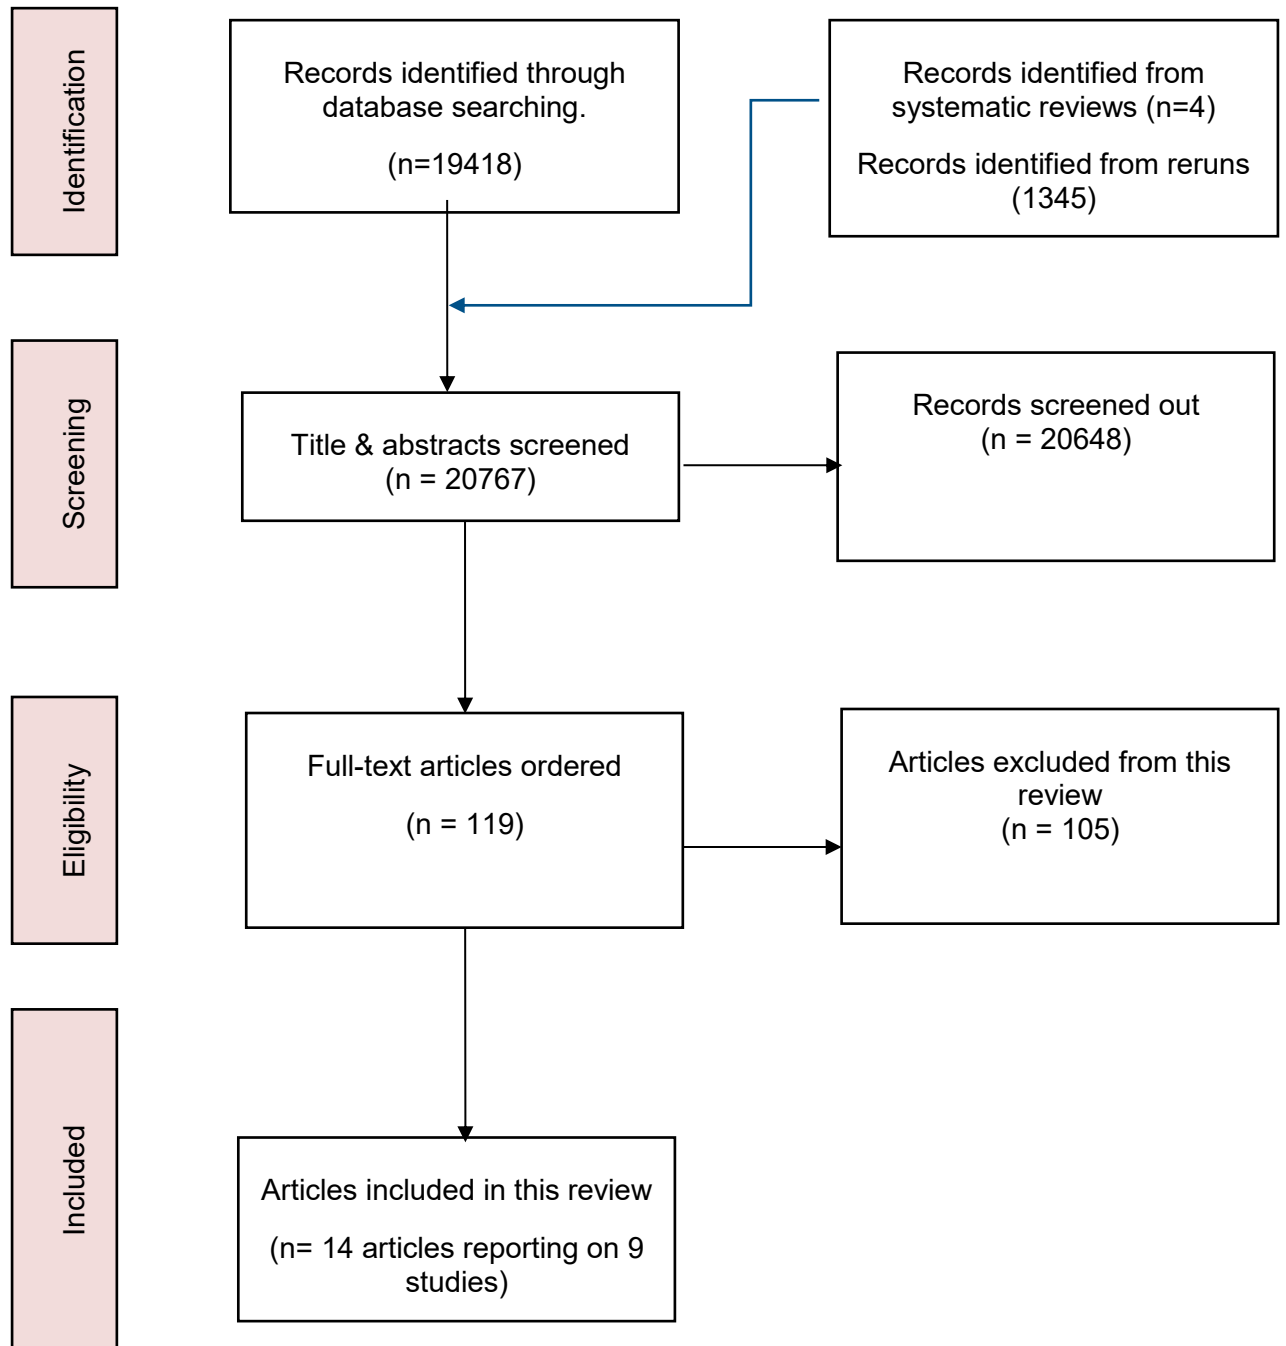 Identification
Records identified through
database searching.
(n=19418)
Records identified from
systematic reviews (n=4)
Records identified from reruns
(1345)
Screening
Title & abstracts screened
(n = 20767)
Records screened out
(n = 20648)
Eligibility
Full-text articles ordered
(n = 119)
Articles excluded from this
review
(n = 105)
Included
Articles included in this review
(n= 14 articles reporting on 9
studies)